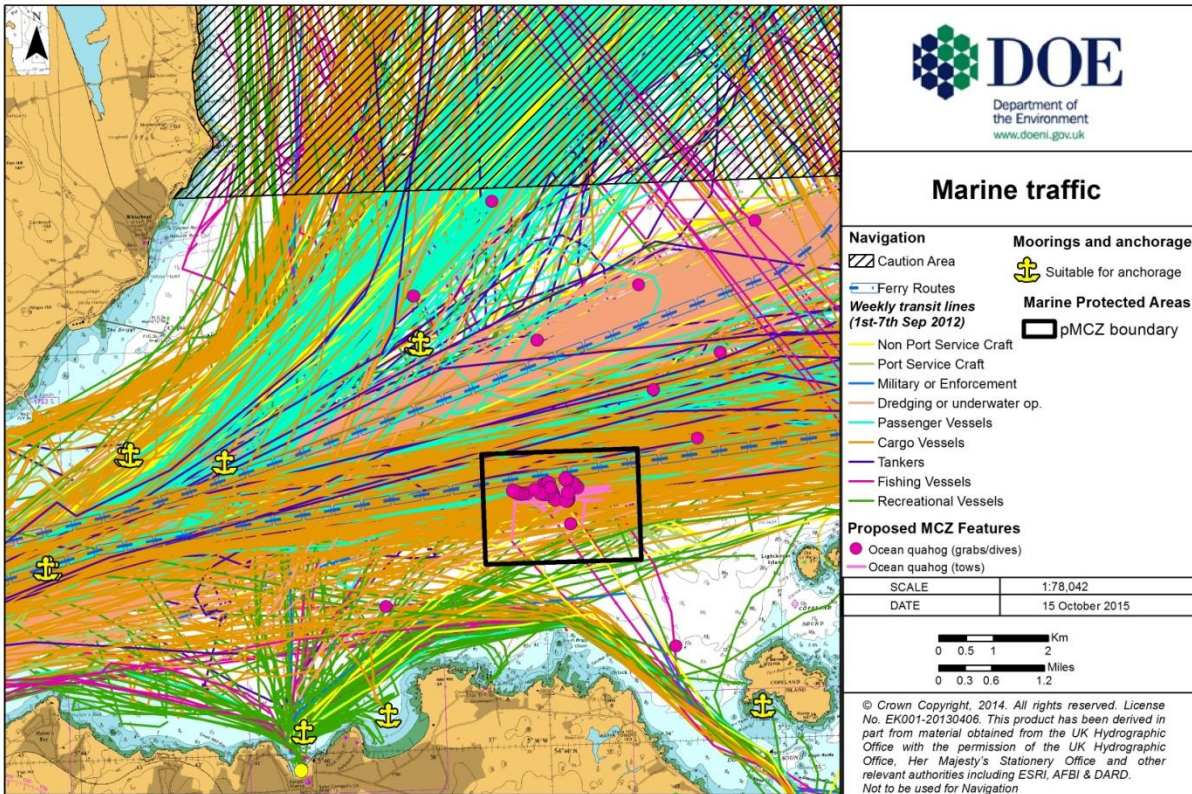 N
Whitehead
The Briggs
COPELAND
SOUND
COPELAND
ISLAND
DOE
Department of
the Environment
www.doeni.gov.uk
Marine traffic
Navigation
Caution Area
Ferry Routes
Weekly transit lines
(1st-7th Sep 2012)
Non Port Service Craft
Port Service Craft
Military or Enforcement
Dredging or underwater op.
Passenger Vessels
Cargo Vessels
Tankers
Fishing Vessels
Recreational Vessels
Moorings and anchorage
Suitable for anchorage
Marine Protected Areas
pMCZ boundary
Proposed MCZ Features
Ocean quahog (grabs/dives)
Ocean quahog (tows)
SCALE 1:78,042
DATE 15 October 2015
Km
0 0.5 1 2
Miles
0 0.3 0.6 1.2
© Crown Copyright, 2014. All rights reserved. License
No. EK001-20130406. This product has been derived in
part from material obtained from the UK Hydrographic
Office with the permission of the UK Hydrographic
Office, Her Majesty's Stationery Office and other
relevant authorities including ESRI, AFBI & DARD.
Not to be used for Navigation